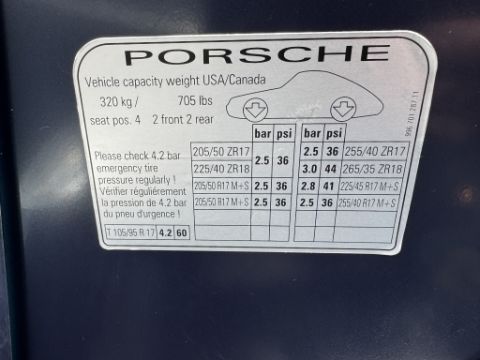 PORSCHE
Vehicle capacity weight USA/Canada
320 kg / 705 lbs
seat pos. 4 2 front 2 rear
996 701 287 11
bar psi bar psi
Please check 4.2 bar
emergency tire
pressure regularly !
Vérifier régulièrement
la pression de 4.2 bar
du pneu d'urgence !
T 105/95 R 17 4.2 60
205/50 ZR17 2.5 36 2.5 36 255/40 ZR17
225/40 ZR18 3.0 44 265/35 ZR18
205/50 R17 M+S 2.5 36 2.8 41 225/45 R17 M+S
205/50 R17 M+S 2.5 36 2.5 36 255/40 R17 M+S